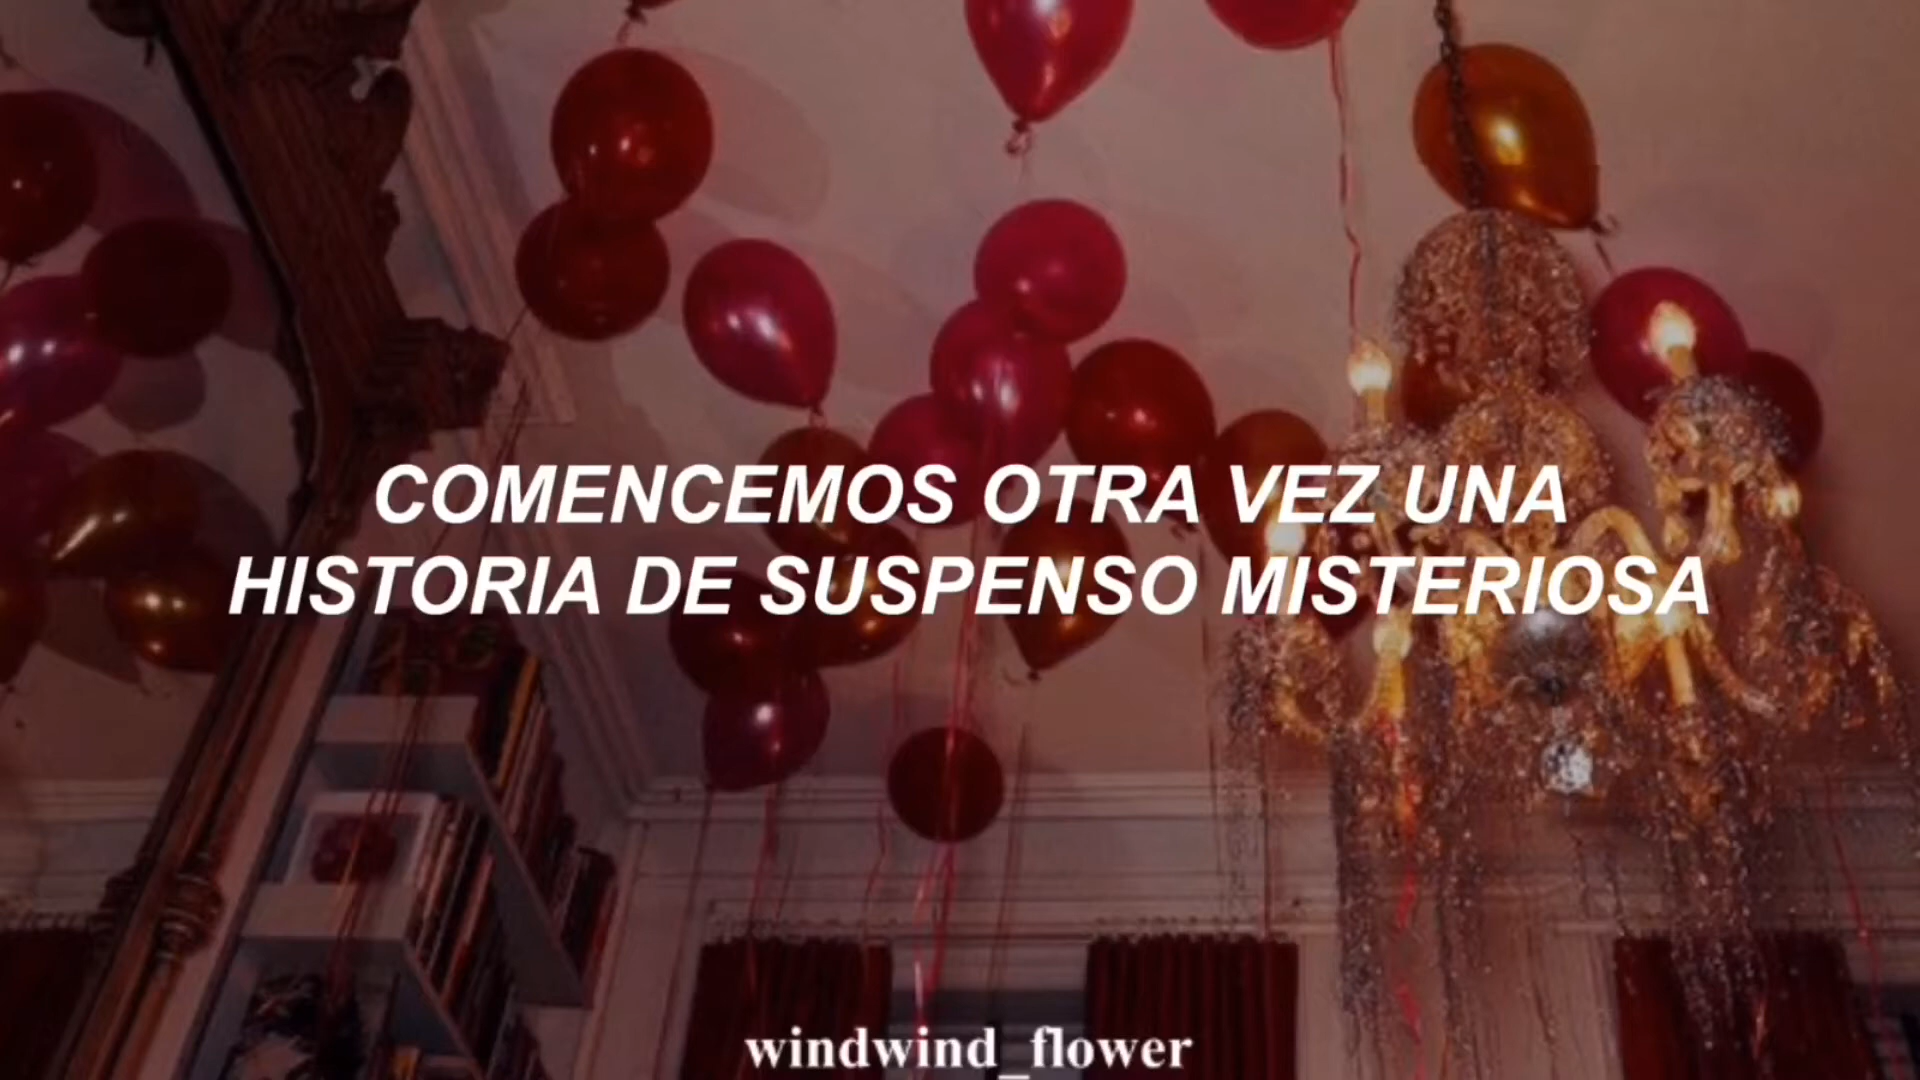 COMENCEMOS OTRA VEZ UNA
HISTORIA DE SUSPENSO MISTERIOSA
windwind_flower